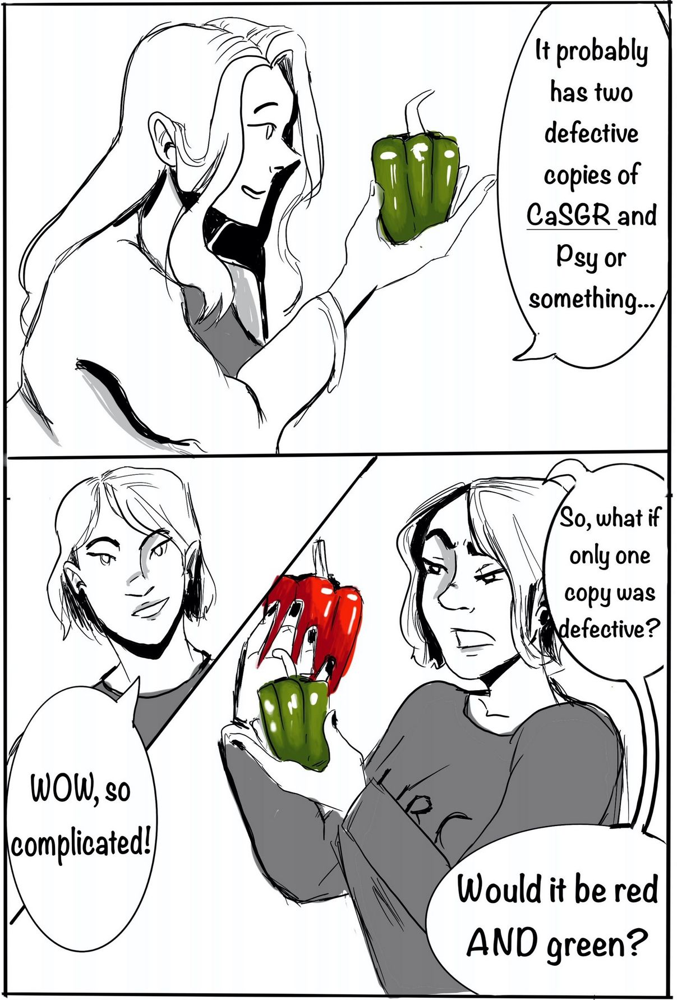 It probably
has two
defective
copies of
CaSGR and
Psy or
something...
So, what if
only one
copy was
defective?
WOW, so
complicated!
URC
Would it be red
AND green?